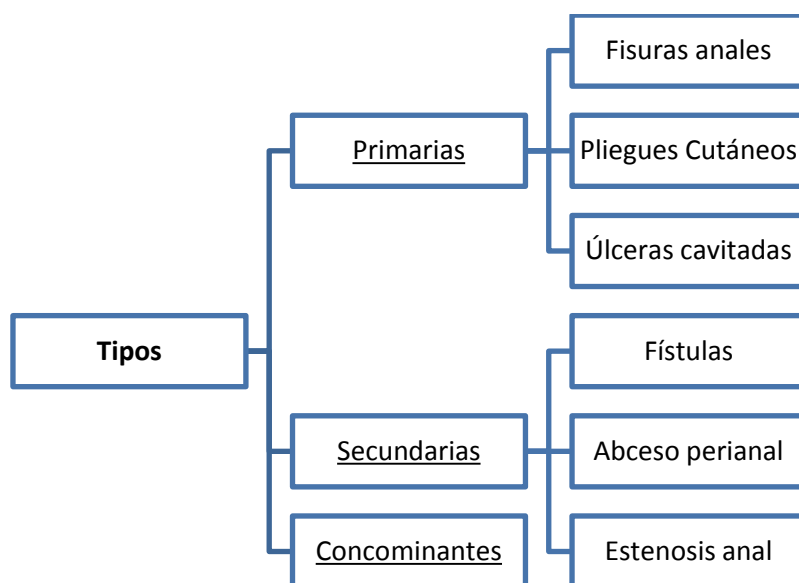 Tipos
Primarias
Fisuras anales
Pliegues Cutáneos
Úlceras cavitadas
Secundarias
Fístulas
Abceso perianal
Estenosis anal
Concominantes